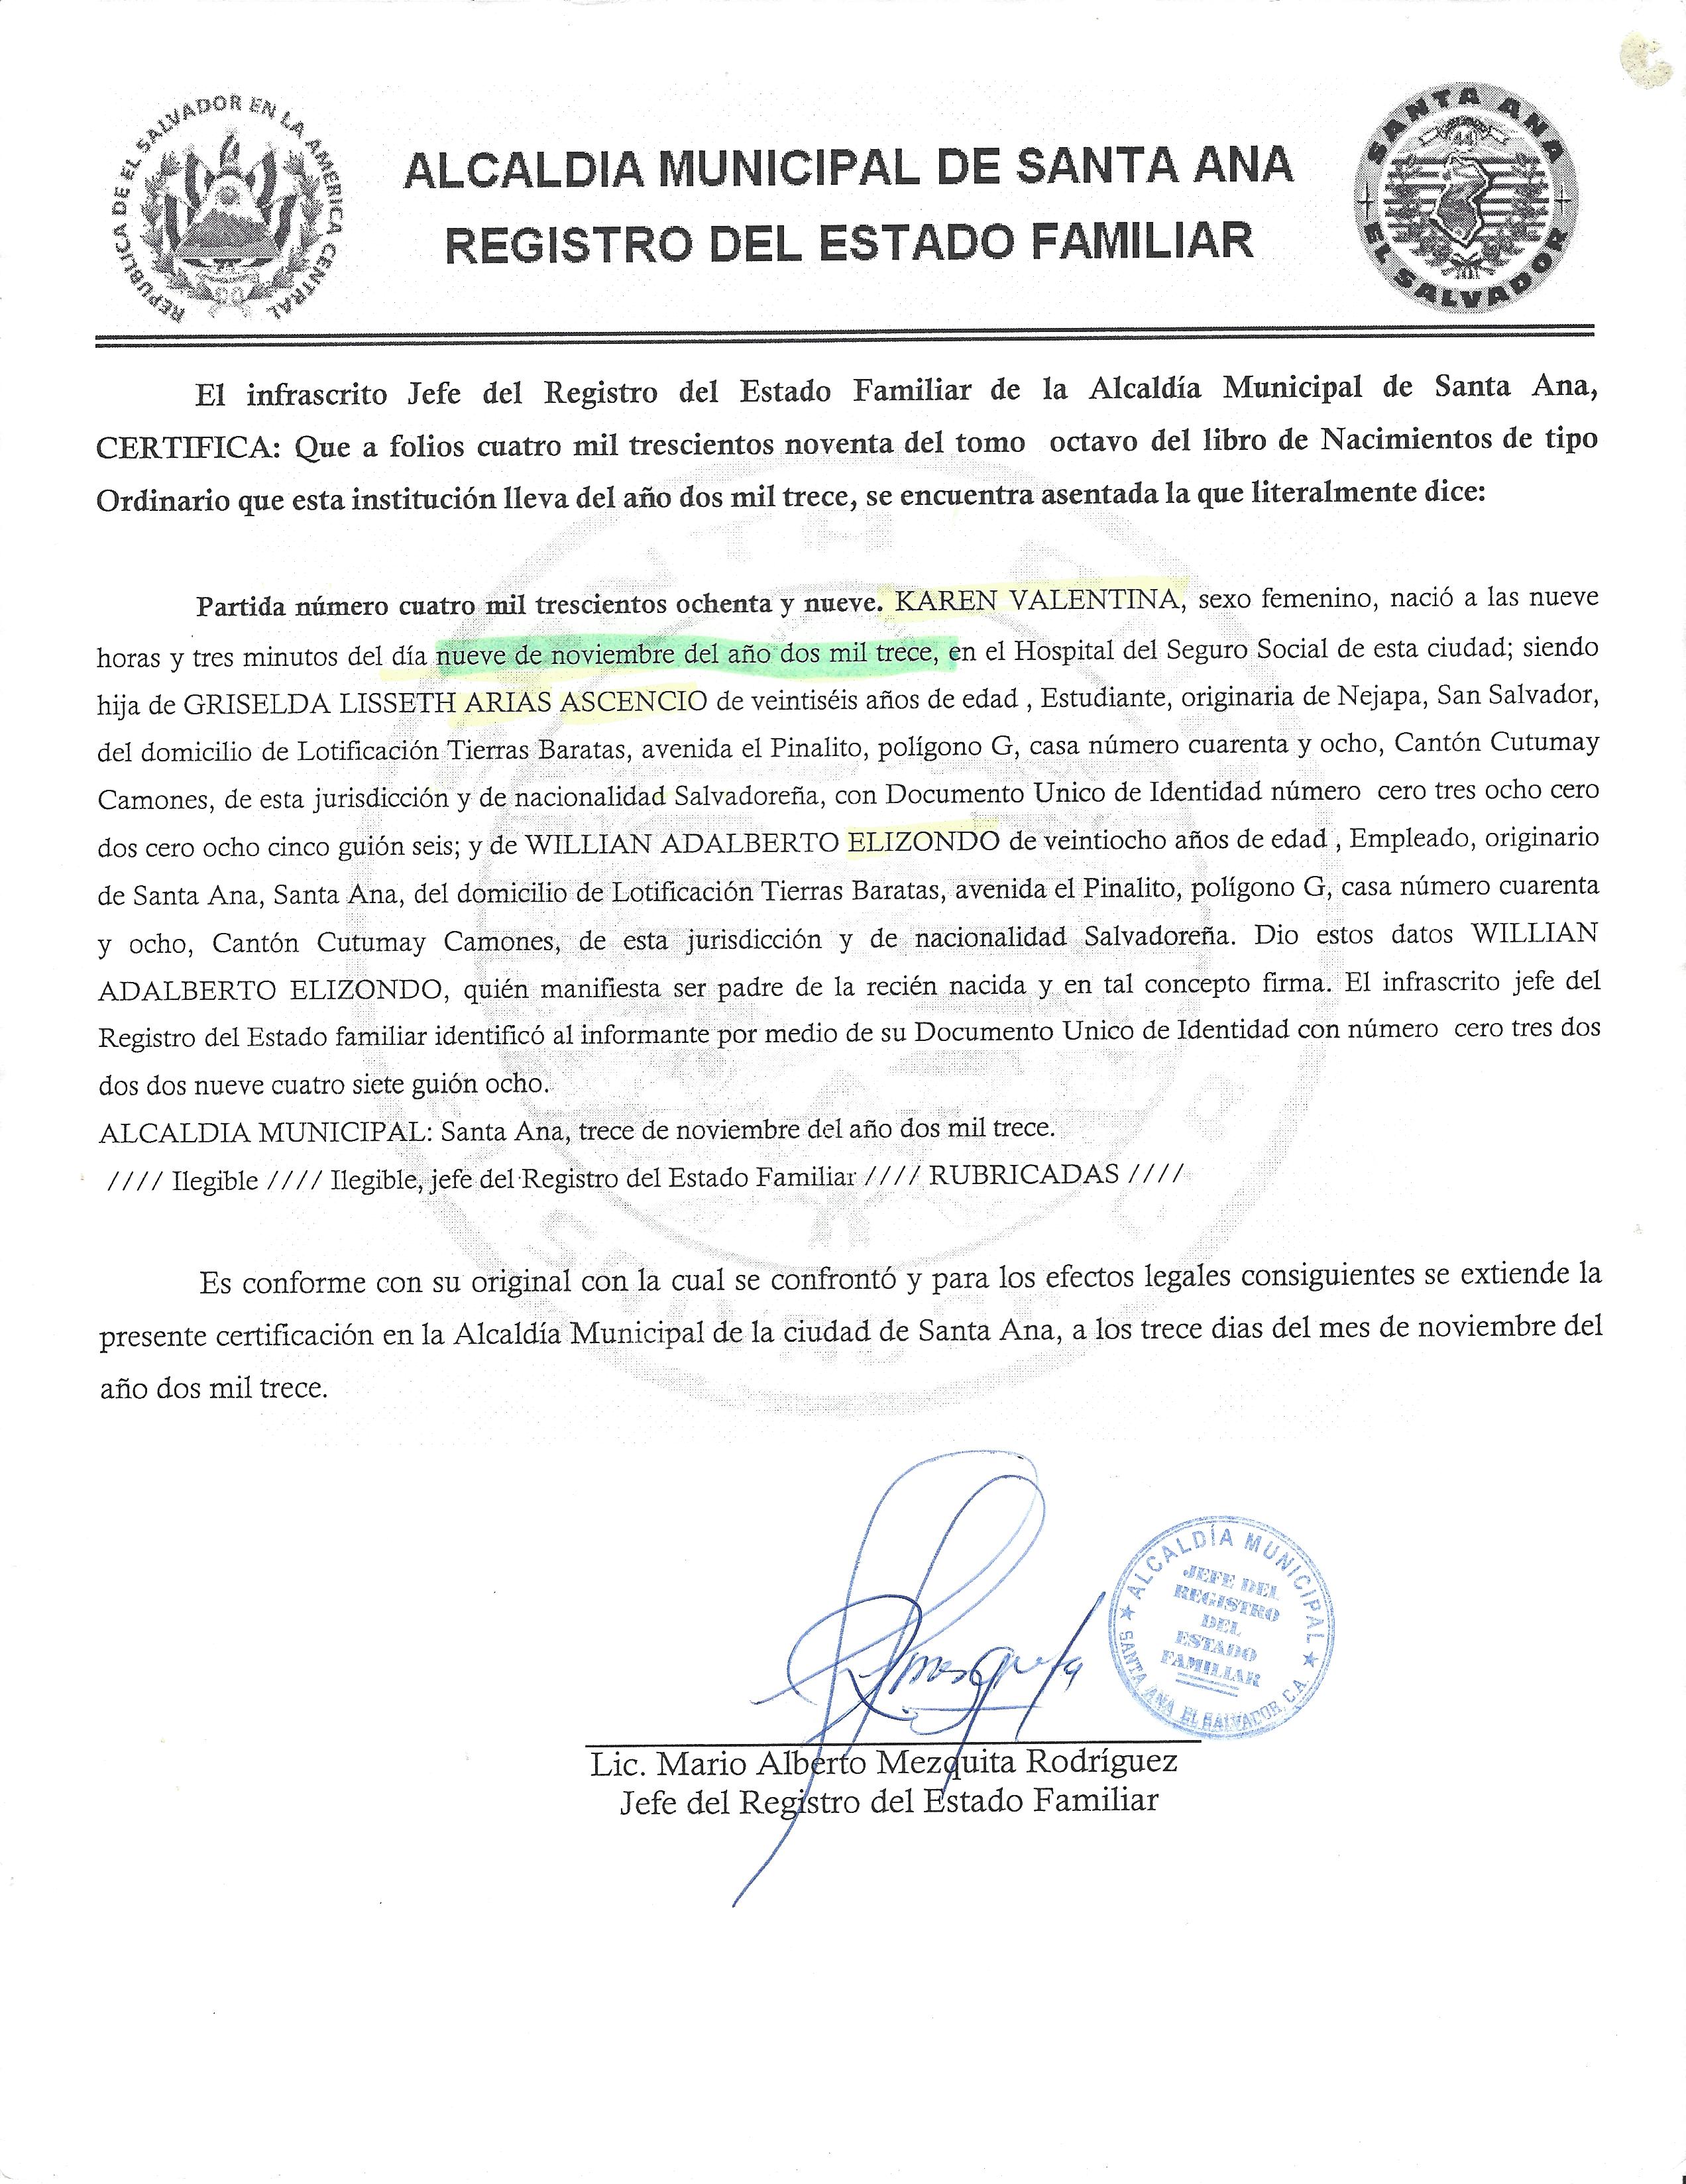 REPUBLICA DE EL SALVADOR EN LA AMERICA CENTRAL
ALCALDIA MUNICIPAL DE SANTA ANA
REGISTRO DEL ESTADO FAMILIAR
SANTA ANA
EL SALVADOR
El infrascrito Jefe del Registro del Estado Familiar de la Alcaldía Municipal de Santa Ana,
CERTIFICA: Que a folios cuatro mil trescientos noventa del tomo octavo del libro de Nacimientos de tipo
Ordinario que esta institución lleva del año dos mil trece, se encuentra asentada la que literalmente dice:
Partida número cuatro mil trescientos ochenta y nueve. KAREN VALENTINA, sexo femenino, nació a las nueve
horas y tres minutos del día nueve de noviembre del año dos mil trece, en el Hospital del Seguro Social de esta ciudad; siendo
hija de GRISELDA LISSETH ARIAS ASCENCIO de veintiséis años de edad , Estudiante, originaria de Nejapa, San Salvador,
del domicilio de Lotificación Tierras Baratas, avenida el Pinalito, polígono G, casa número cuarenta y ocho, Cantón Cutumay
Camones, de esta jurisdicción y de nacionalidad Salvadoreña, con Documento Unico de Identidad número cero tres ocho cero
dos cero ocho cinco guión seis; y de WILLIAN ADALBERTO ELIZONDO de veintiocho años de edad , Empleado, originario
de Santa Ana, Santa Ana, del domicilio de Lotificación Tierras Baratas, avenida el Pinalito, polígono G, casa número cuarenta
y ocho, Cantón Cutumay Camones, de esta jurisdicción y de nacionalidad Salvadoreña. Dio estos datos WILLIAN
ADALBERTO ELIZONDO, quién manifiesta ser padre de la recién nacida y en tal concepto firma. El infrascrito jefe del
Registro del Estado familiar identificó al informante por medio de su Documento Unico de Identidad con número cero tres dos
dos dos nueve cuatro siete guión ocho.
ALCALDIA MUNICIPAL: Santa Ana, trece de noviembre del año dos mil trece.
//// Ilegible //// Ilegible, jefe del Registro del Estado Familiar //// RUBRICADAS ////
Es conforme con su original con la cual se confrontó y para los efectos legales consiguientes se extiende la
presente certificación en la Alcaldía Municipal de la ciudad de Santa Ana, a los trece dias del mes de noviembre del
año dos mil trece.
ALCALDÍA MUNICIPAL
JEFE DEL
REGISTRO
DEL
ESTADO
FAMILIAR
SANTA ANA EL SALVADOR, C.A.
Lic. Mario Alberto Mezquita Rodríguez
Jefe del Registro del Estado Familiar